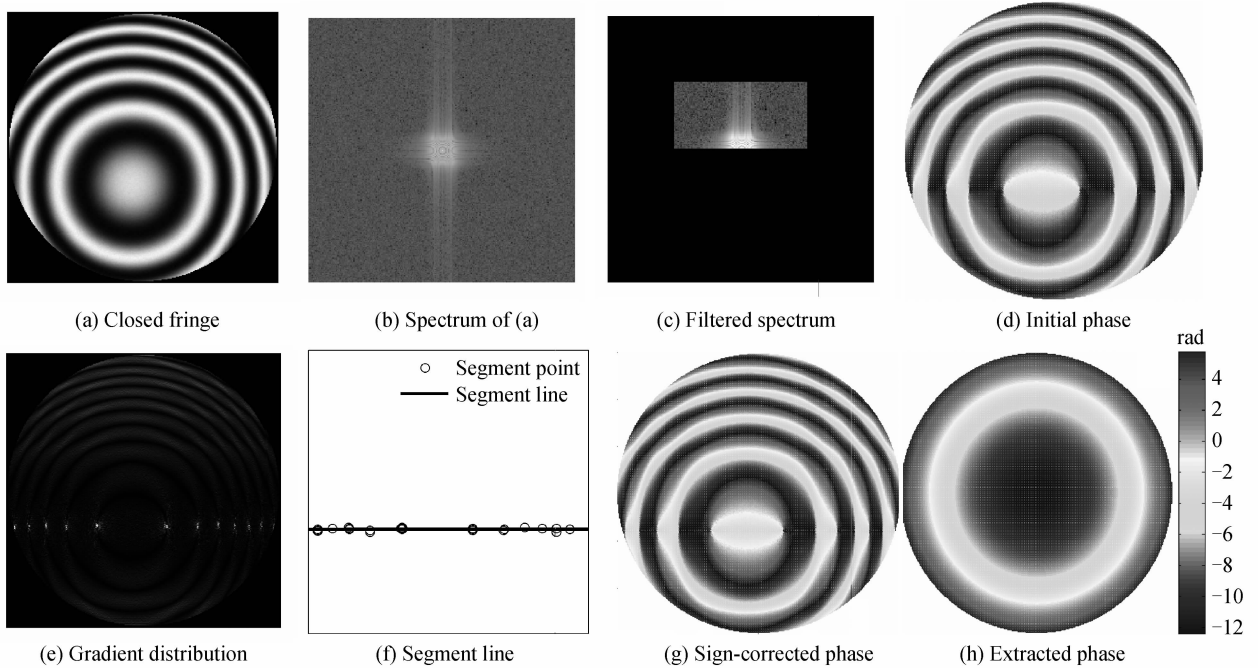 (a) Closed fringe
(b) Spectrum of (a)
(c) Filtered spectrum
(d) Initial phase
Segment point
Segment line
rad
4
2
0
−2
−4
−6
−8
−10
−12
(e) Gradient distribution
(f) Segment line
(g) Sign-corrected phase
(h) Extracted phase